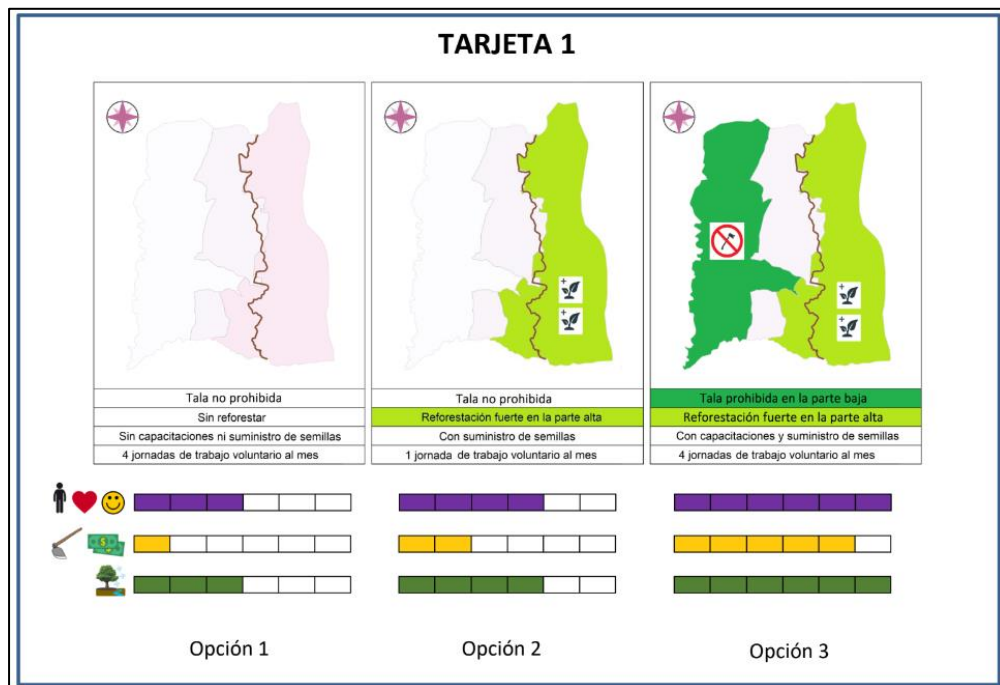 TARJETA 1
Tala no prohibida
Sin reforestar
Sin capacitaciones ni suministro de semillas
4 jornadas de trabajo voluntario al mes
Tala no prohibida
Reforestación fuerte en la parte alta
Con suministro de semillas
1 jornada de trabajo voluntario al mes
Tala prohibida en la parte baja
Reforestación fuerte en la parte alta
Con capacitaciones y suministro de semillas
4 jornadas de trabajo voluntario al mes
Opción 1
Opción 2
Opción 3